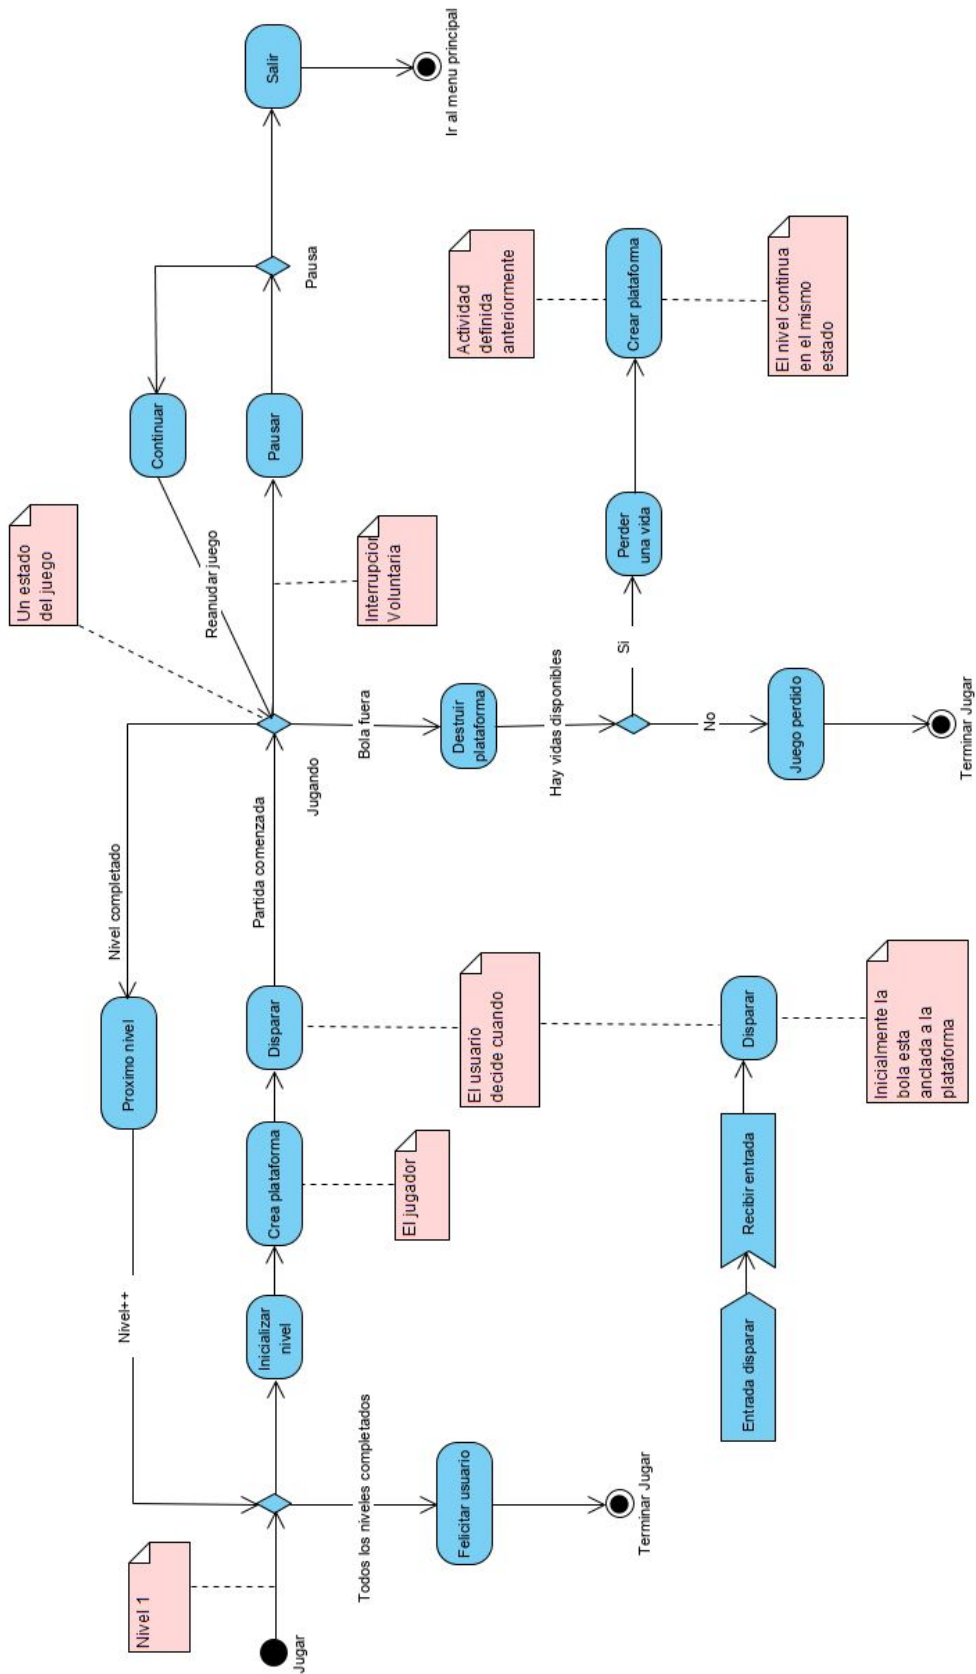 Nivel 1
Jugar
Nivel++
Todos los niveles completados
Felicitar usuario
Terminar Jugar
Inicializar
nivel
Crea plataforma
El jugador
Disparar
El usuario
decide cuando
Partida comenzada
Proximo nivel
Nivel completado
Entrada disparar
Recibir entrada
Disparar
Inicialmente la
bola esta
anclada a la
plataforma
Jugando
Un estado
del juego
Reanudar juego
Continuar
Interrupcion
Voluntaria
Pausar
Pausa
Salir
Ir al menu principal
Bola fuera
Destruir
plataforma
Hay vidas disponibles
Si
No
Juego perdido
Terminar Jugar
Perder
una vida
Crear plataforma
Actividad
definida
anteriormente
El nivel continua
en el mismo
estado